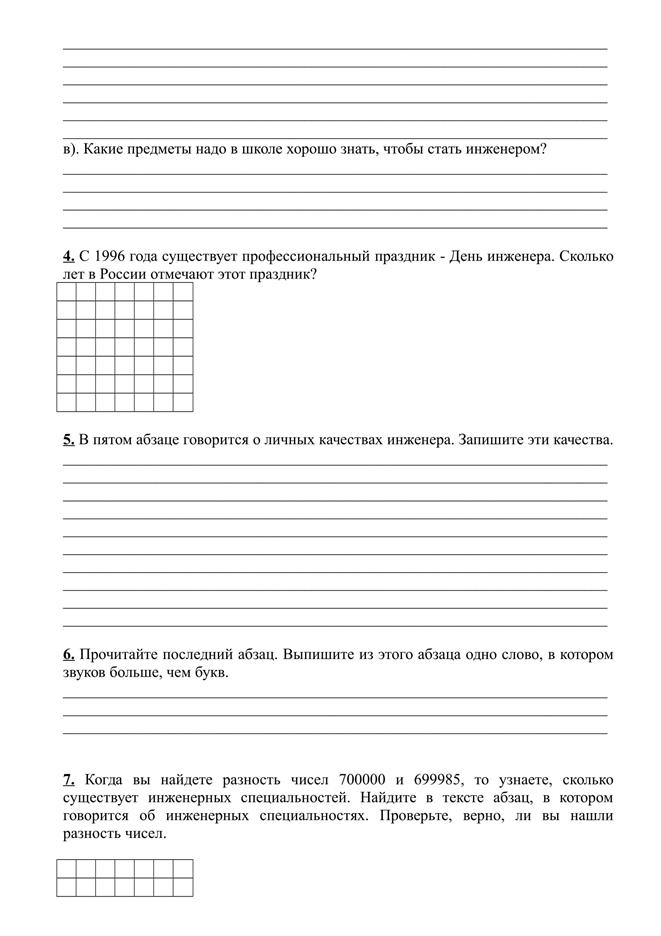 в). Какие предметы надо в школе хорошо знать, чтобы стать инженером?
4. С 1996 года существует профессиональный праздник - День инженера. Сколько
лет в России отмечают этот праздник?
5. В пятом абзаце говорится о личных качествах инженера. Запишите эти качества.
6. Прочитайте последний абзац. Выпишите из этого абзаца одно слово, в котором
звуков больше, чем букв.
7. Когда вы найдете разность чисел 700000 и 699985, то узнаете, сколько
существует инженерных специальностей. Найдите в тексте абзац, в котором
говорится об инженерных специальностях. Проверьте, верно, ли вы нашли
разность чисел.